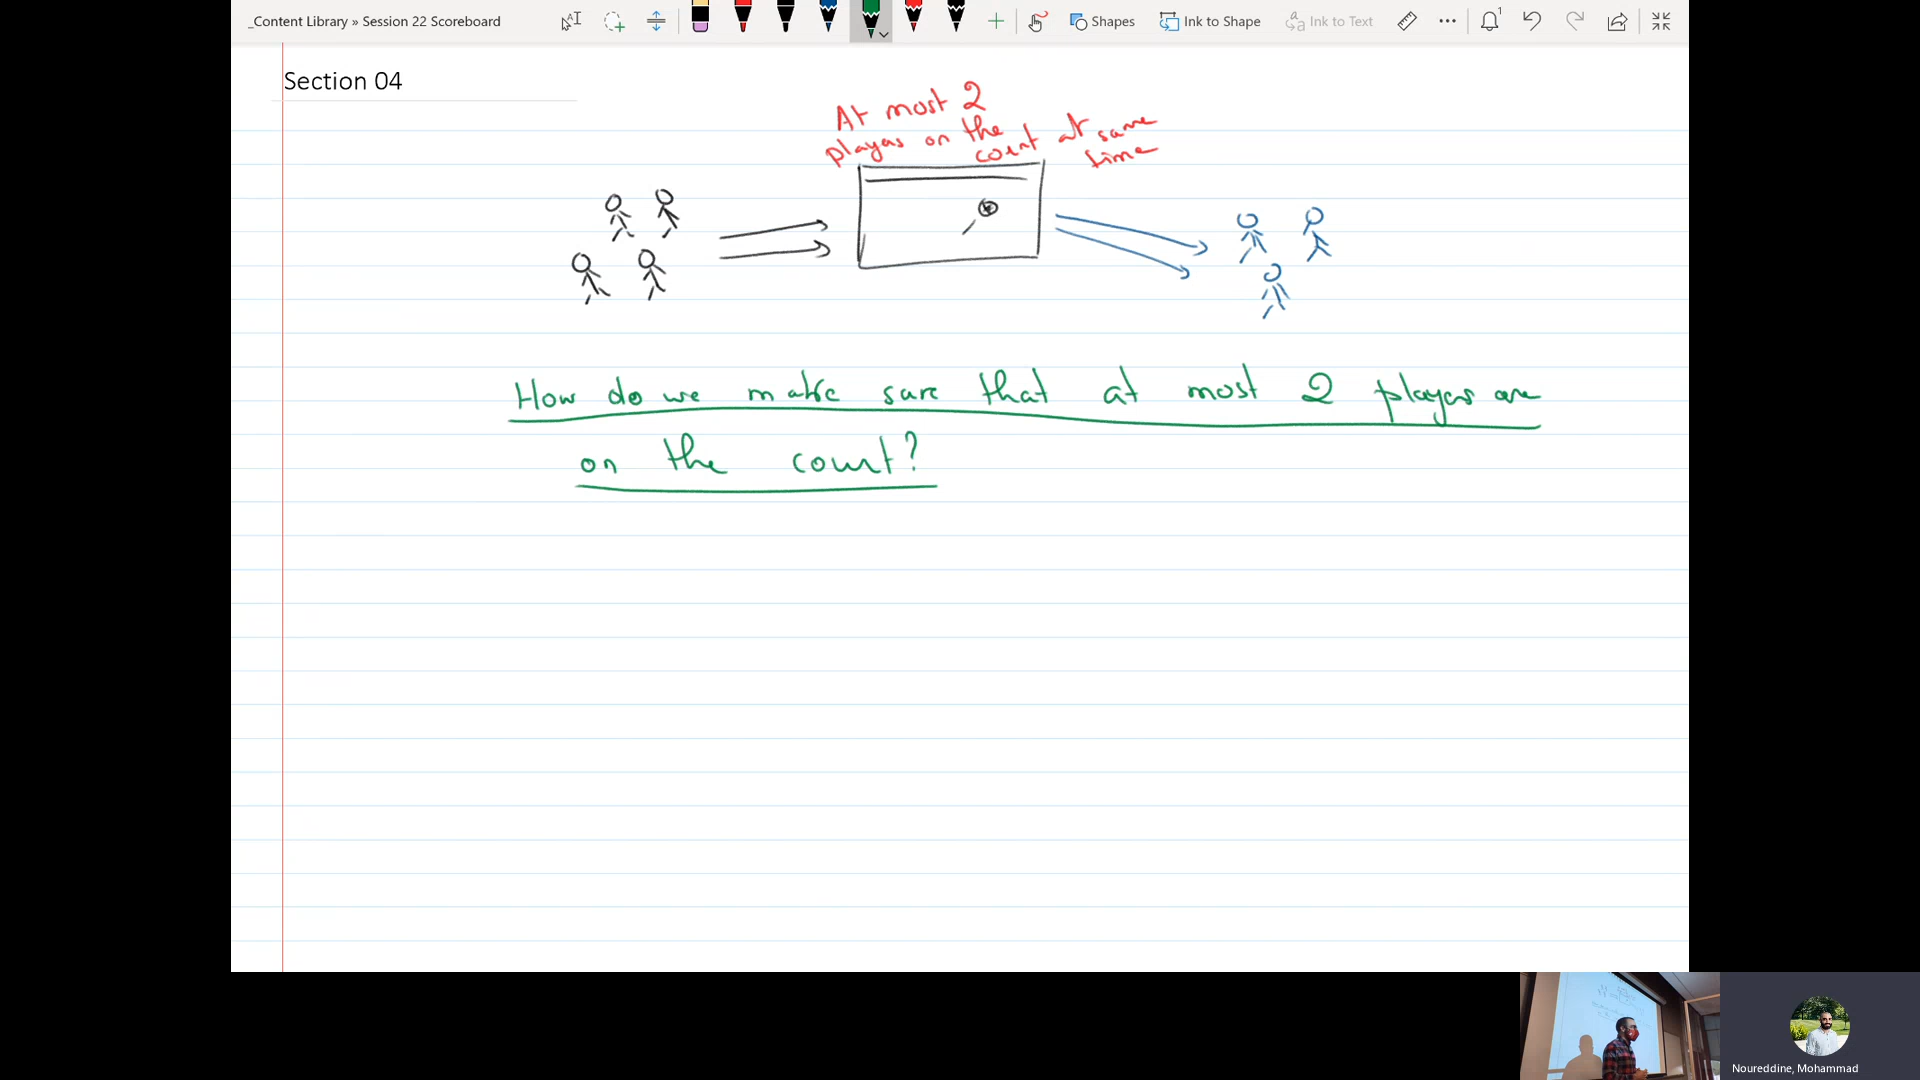 _Content Library » Session 22 Scoreboard
Shapes
Ink to Shape
Ink to Text
1
Section 04
At most 2
players on the
court at same
time
How do we make sure that at most 2 players are
on the court?
Noureddine, Mohammad